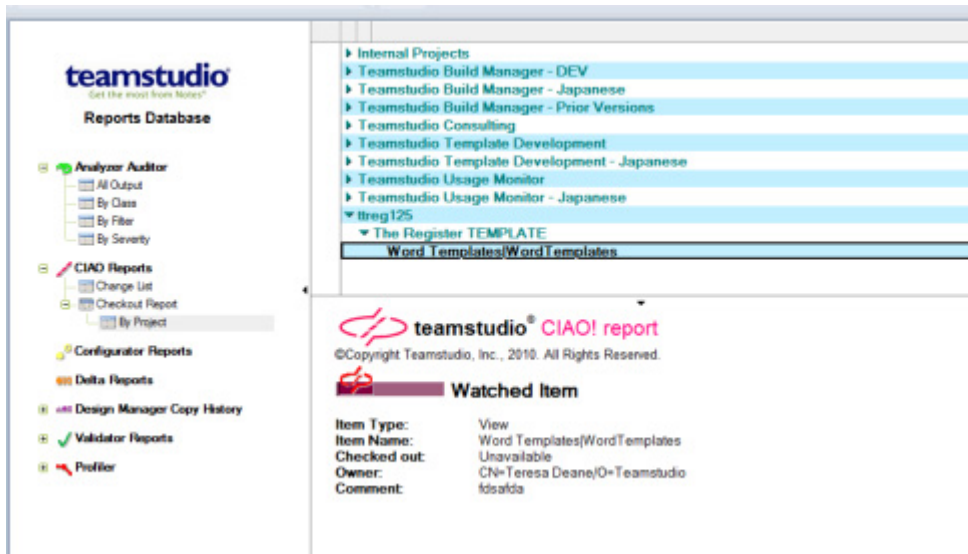 teamstudio
Get the most from Notes®
Reports Database
Analyzer Auditor
All Output
By Class
By Filter
By Severity
CIAO Reports
Change List
Checkout Report
By Project
Configurator Reports
Delta Reports
Design Manager Copy History
Validator Reports
Profiler
Internal Projects
Teamstudio Build Manager - DEV
Teamstudio Build Manager - Japanese
Teamstudio Build Manager - Prior Versions
Teamstudio Consulting
Teamstudio Template Development
Teamstudio Template Development - Japanese
Teamstudio Usage Monitor
Teamstudio Usage Monitor - Japanese
ttreg125
The Register TEMPLATE
Word Templates|WordTemplates
teamstudio® CIAO! report
©Copyright Teamstudio, Inc., 2010. All Rights Reserved.
Watched Item
Item Type: View
Item Name: Word Templates|WordTemplates
Checked out: Unavailable
Owner: CN=Teresa Deane/O=Teamstudio
Comment: fdsafda